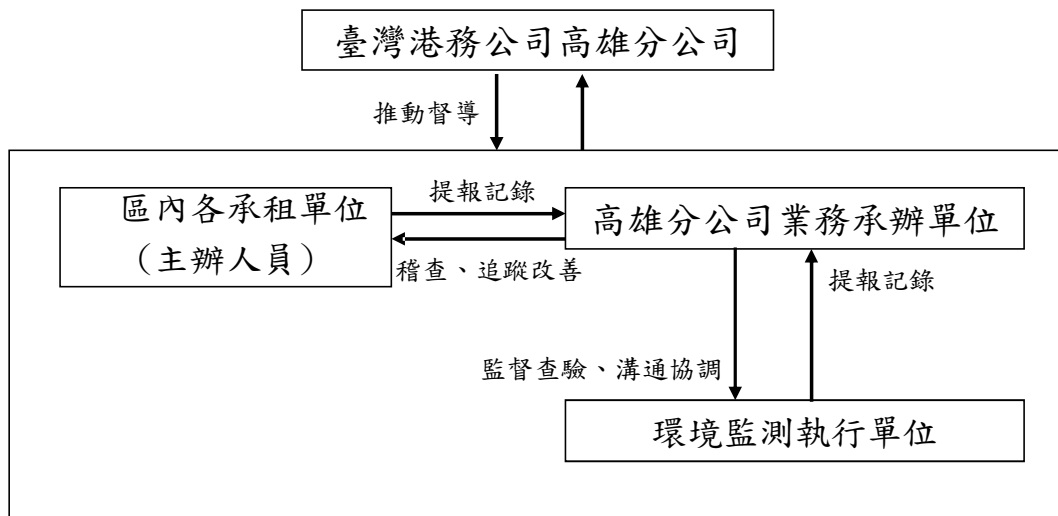 臺灣港務公司高雄分公司
推動督導
區內各承租單位
（主辦人員）
提報記錄
高雄分公司業務承辦單位
稽查、追蹤改善
提報記錄
監督查驗、溝通協調
環境監測執行單位